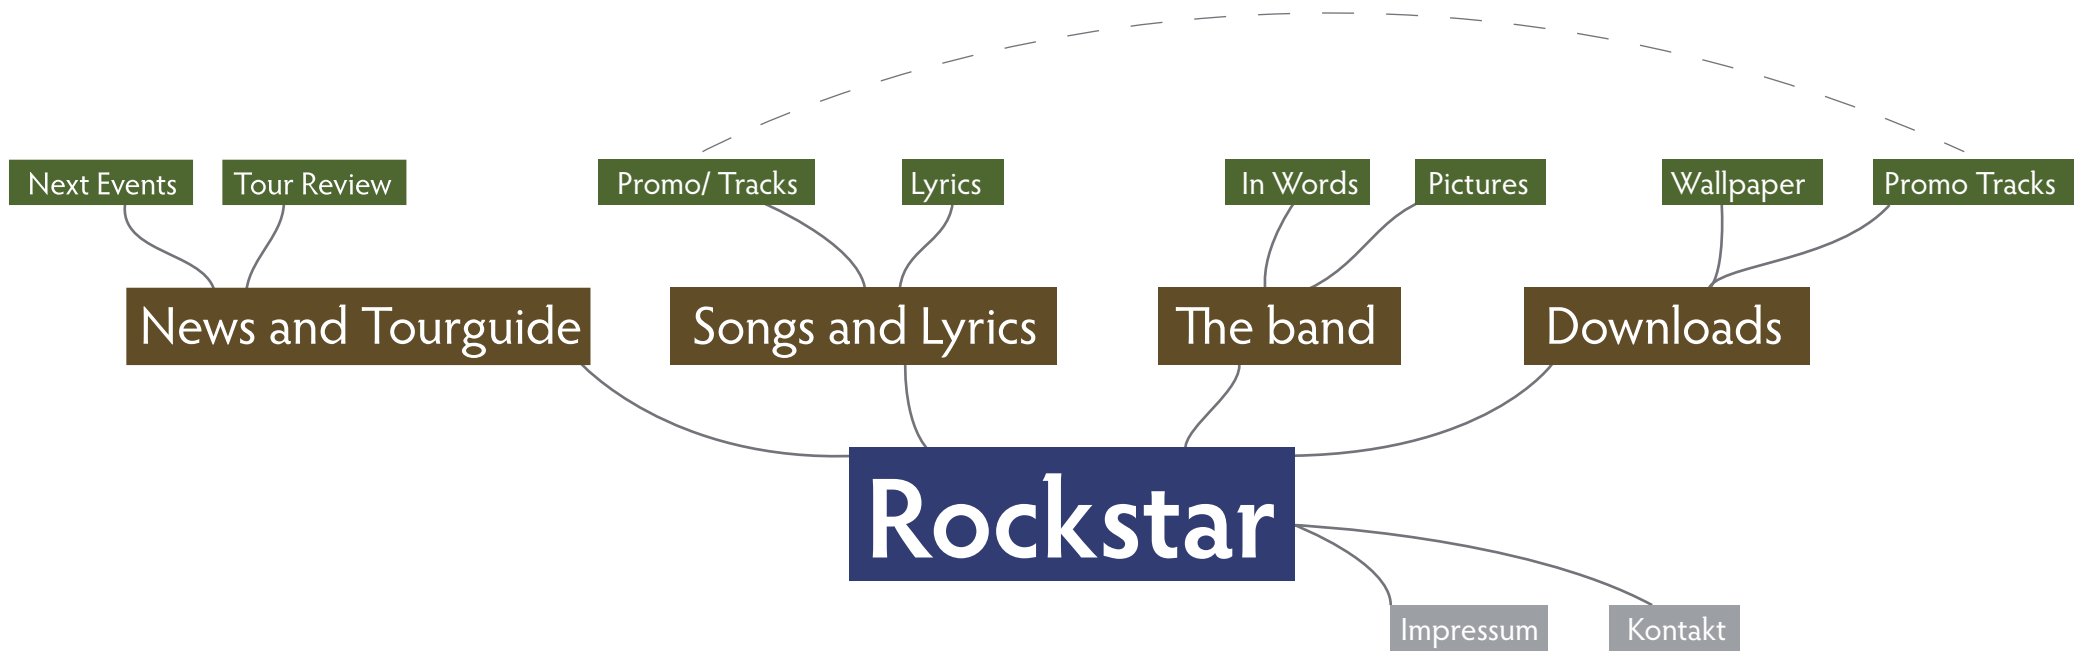 Next Events
Tour Review
Promo/ Tracks
Lyrics
In Words
Pictures
Wallpaper
Promo Tracks
News and Tourguide
Songs and Lyrics
The band
Downloads
Rockstar
Impressum
Kontakt